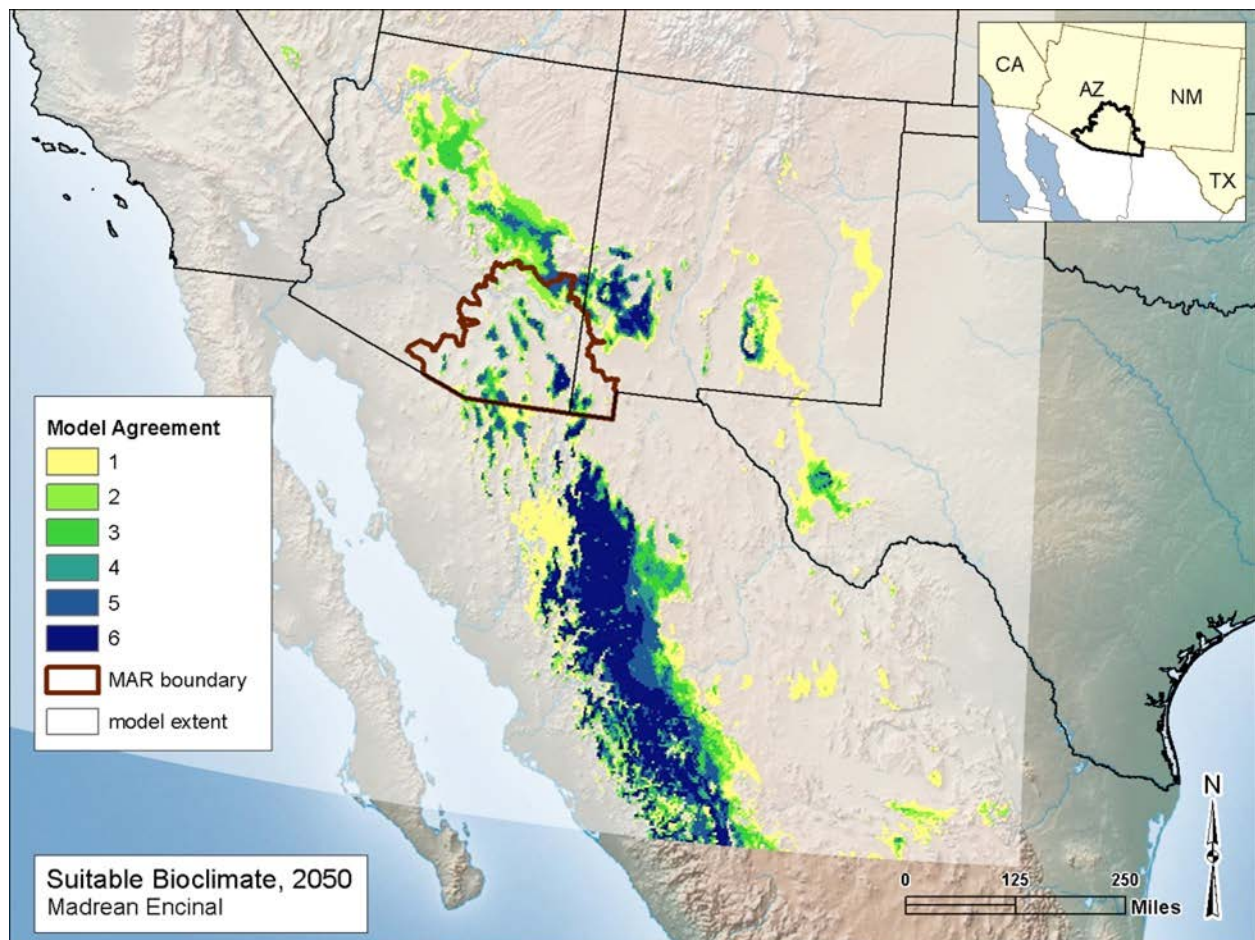 CA
AZ
NM
TX
Model Agreement
1
2
3
4
5
6
MAR boundary
model extent
Suitable Bioclimate, 2050
Madrean Encinal
N
0 125 250
Miles